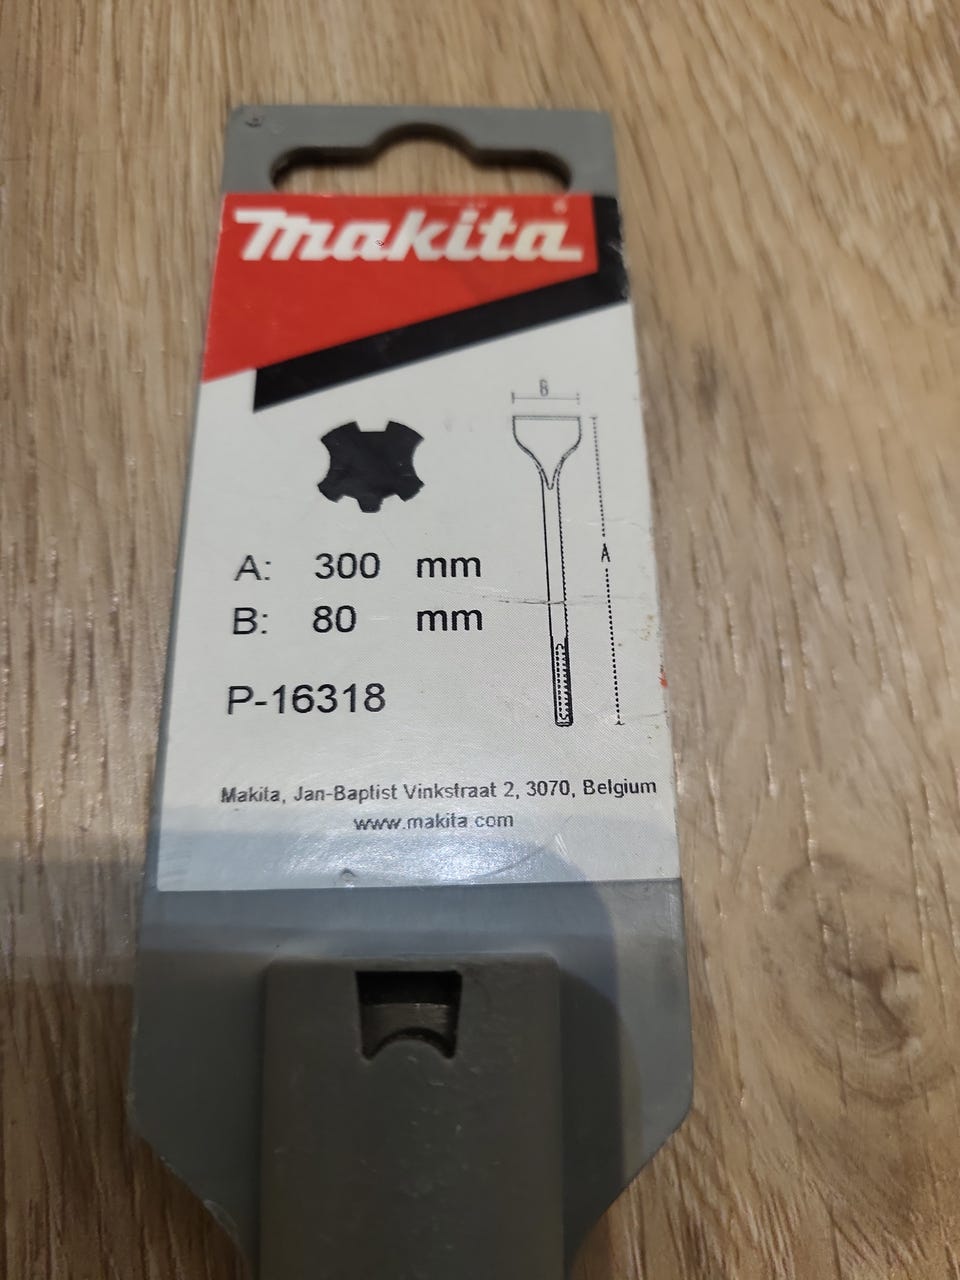 makita®
B
A
A: 300 mm
B: 80 mm
P-16318
Makita, Jan-Baptist Vinkstraat 2, 3070, Belgium
www.makita.com